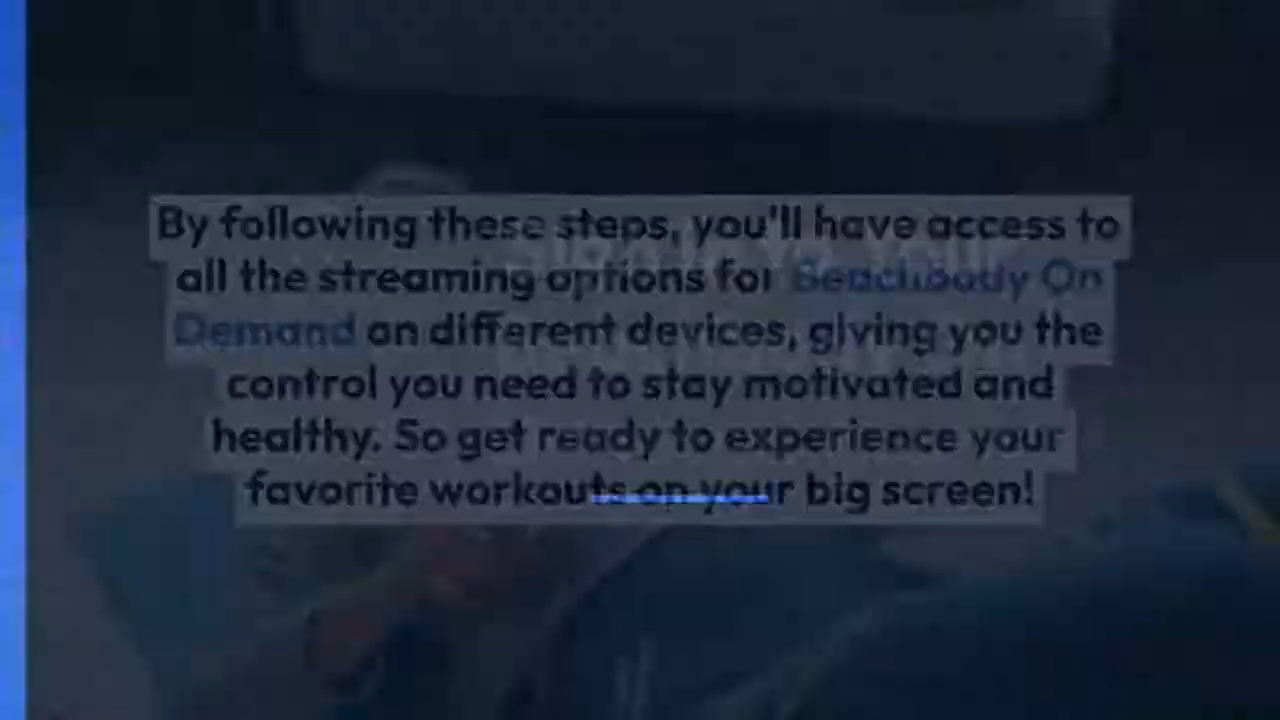 By following these steps, you'll have access to
all the streaming options for Beachbody On
Demand on different devices, giving you the
control you need to stay motivated and
healthy. So get ready to experience your
favorite workouts on your big screen!